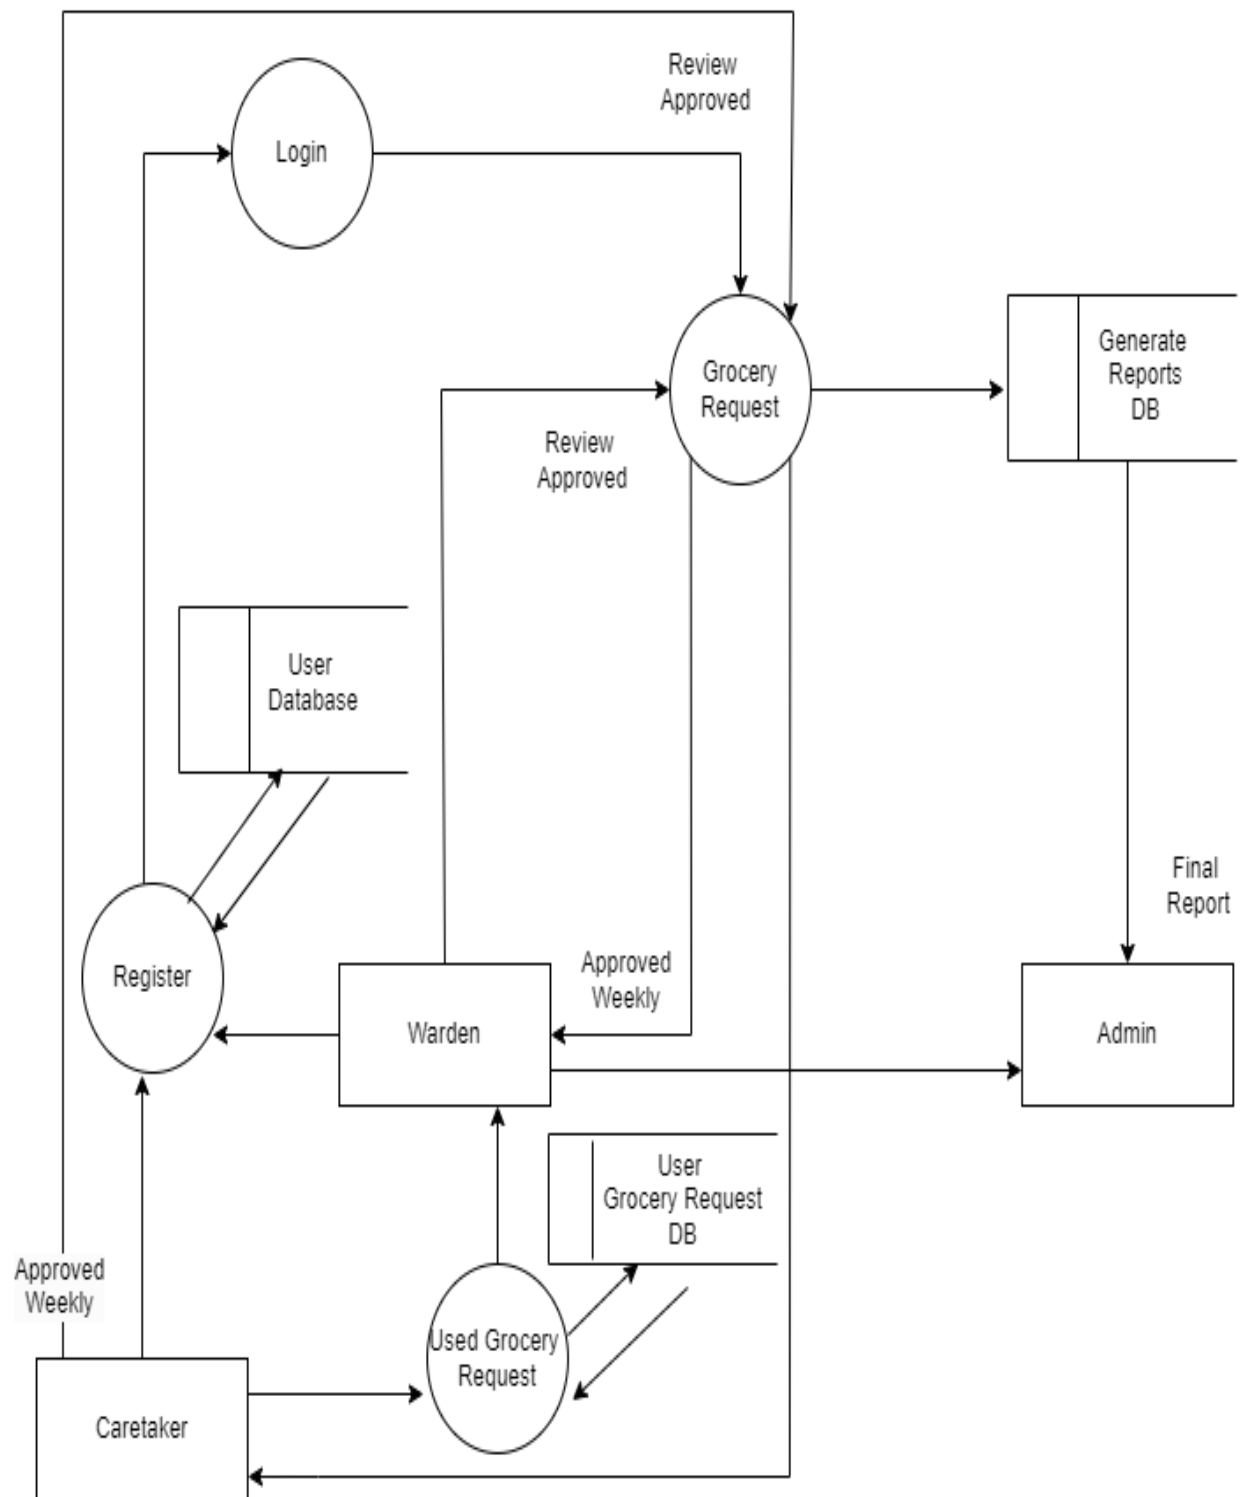 Review
Approved
Login
Generate
Reports
DB
Grocery
Request
Review
Approved
User
Database
Final
Report
Register
Approved
Weekly
Warden
Admin
User
Grocery Request
DB
Approved
Weekly
Used Grocery
Request
Caretaker